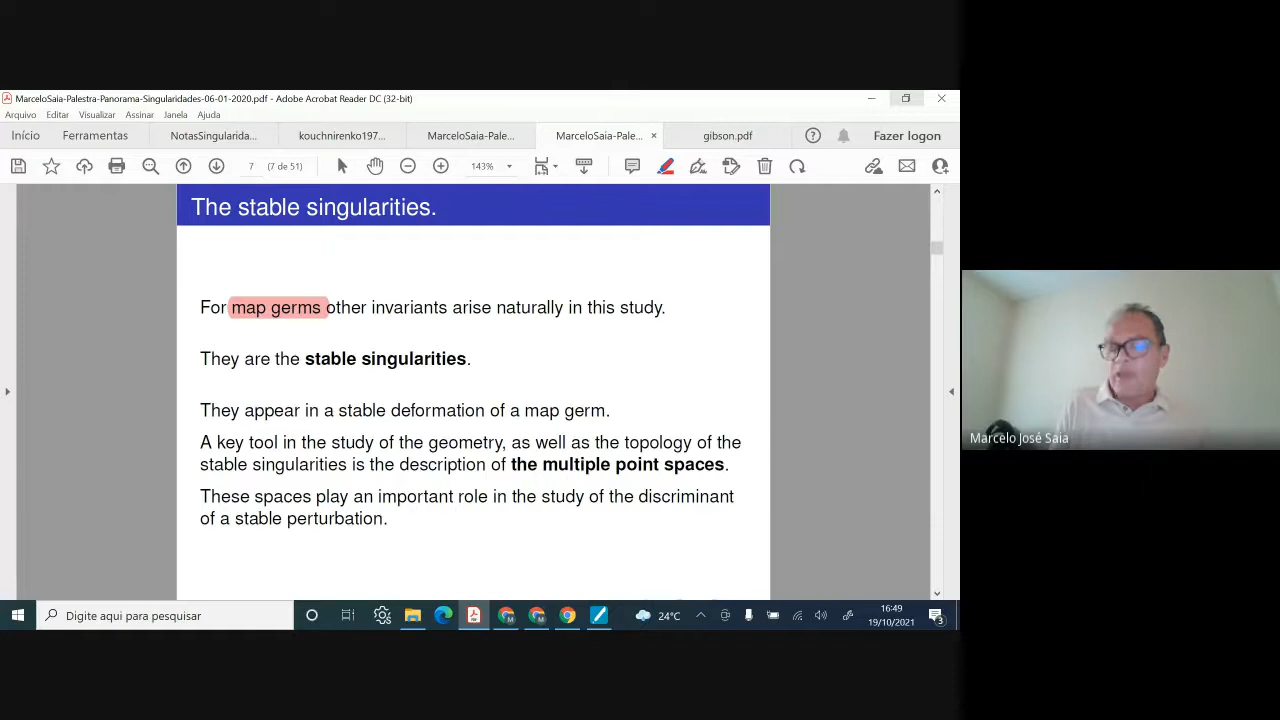 MarceloSaia-Palestra-Panorama-Singularidades-06-01-2020.pdf - Adobe Acrobat Reader DC (32-bit)
Arquivo Editar Visualizar Assinar Janela Ajuda
Início Ferramentas NotasSingularida... kouchnirenko197... MarceloSaia-Pale... MarceloSaia-Pale... × gibson.pdf Fazer logon
7 (7 de 51) 143%
The stable singularities.
For map germs other invariants arise naturally in this study.
They are the stable singularities.
They appear in a stable deformation of a map germ.
A key tool in the study of the geometry, as well as the topology of the
stable singularities is the description of the multiple point spaces.
These spaces play an important role in the study of the discriminant
of a stable perturbation.
Marcelo José Saia
Digite aqui para pesquisar
24°C
16:49
19/10/2021
3